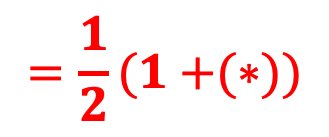 = 1/2 (1 + (*))